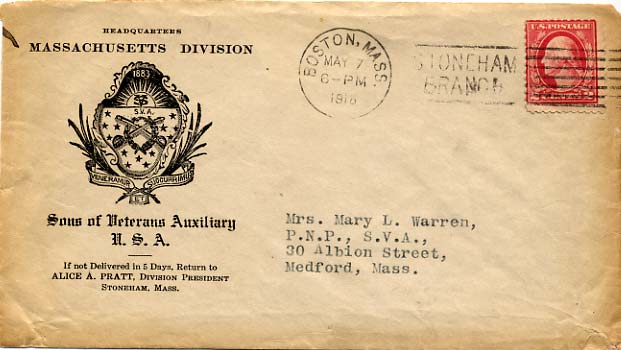 HEADQUARTERS
MASSACHUSETTS DIVISION
1883
S.V.A.
ET
Sons of Veterans Auxiliary
U. S. A.
If not Delivered in 5 Days, Return to
ALICE A. PRATT, DIVISION PRESIDENT
STONEHAM, MASS.
BOSTON, MASS.
MAY 7
6-PM
1918
STONEHAM
BRANCH
U.S. POSTAGE
Mrs. Mary L. Warren,
P.N.P., S.V.A.,
30 Albion Street,
Medford, Mass.